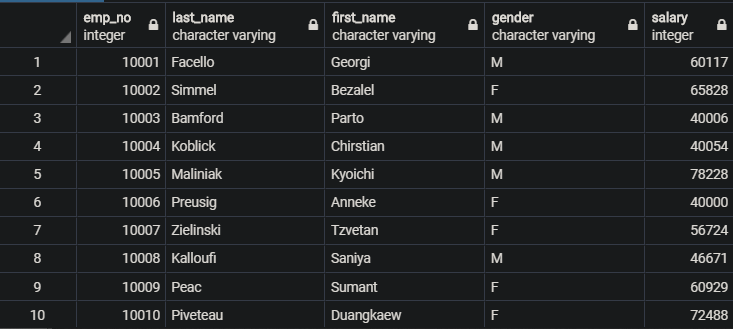 emp_no last_name first_name gender salary
integer character varying character varying character varying integer
1 10001 Facello Georgi M 60117
2 10002 Simmel Bezalel F 65828
3 10003 Bamford Parto M 40006
4 10004 Koblick Chirstian M 40054
5 10005 Maliniak Kyoichi M 78228
6 10006 Preusig Anneke F 40000
7 10007 Zielinski Tzvetan F 56724
8 10008 Kalloufi Saniya M 46671
9 10009 Peac Sumant F 60929
10 10010 Piveteau Duangkaew F 72488